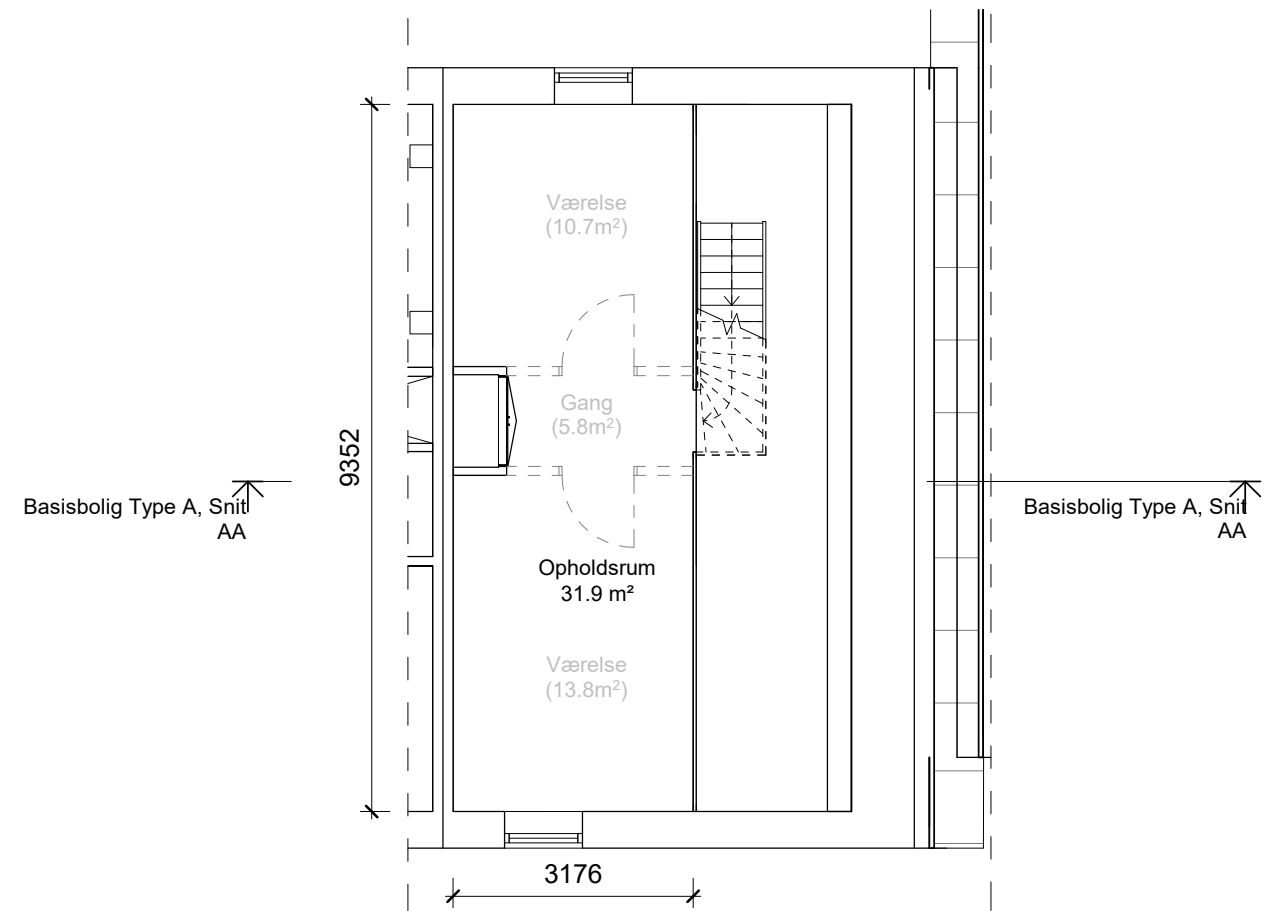 Værelse
(10.7m²)
Gang
(5.8m²)
9352
Basisbolig Type A, Snit
AA
Basisbolig Type A, Snit
AA
Opholdsrum
31.9 m²
Værelse
(13.8m²)
3176